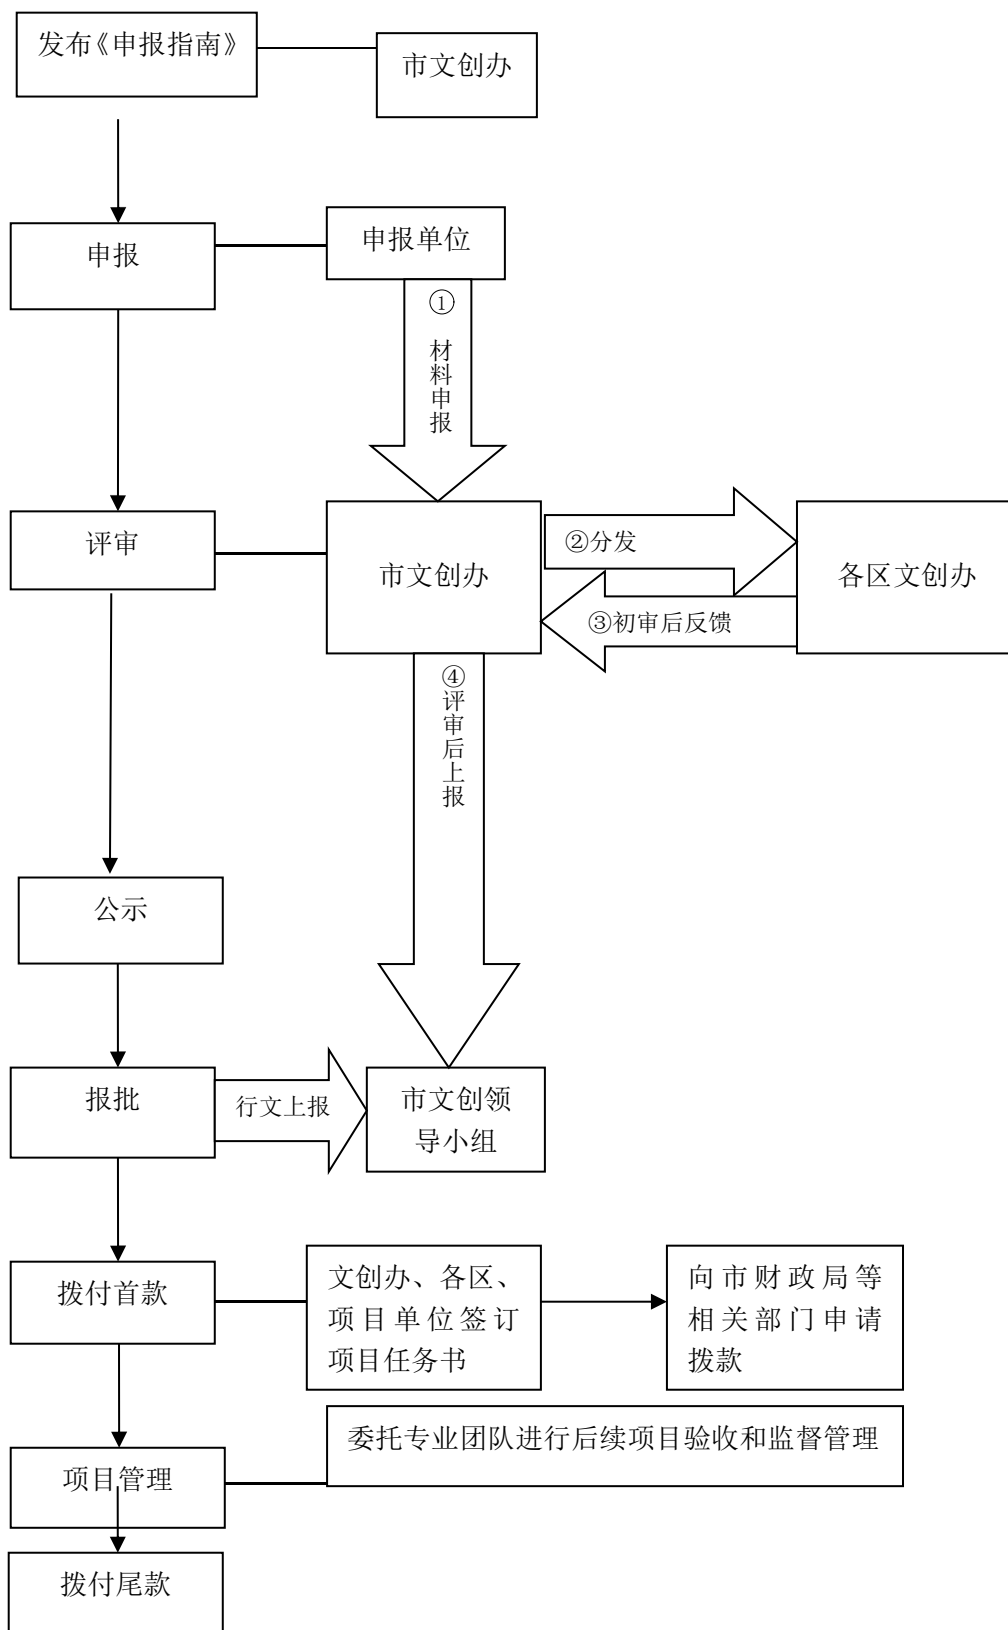 发布《申报指南》
市文创办
申报
申报单位
①
材料申报
评审
市文创办
②分发
③初审后反馈
各区文创办
④
评审后上报
公示
报批
行文上报
市文创领
导小组
拨付首款
文创办、各区、
项目单位签订
项目任务书
向市财政局等
相关部门申请
拨款
委托专业团队进行后续项目验收和监督管理
项目管理
拨付尾款